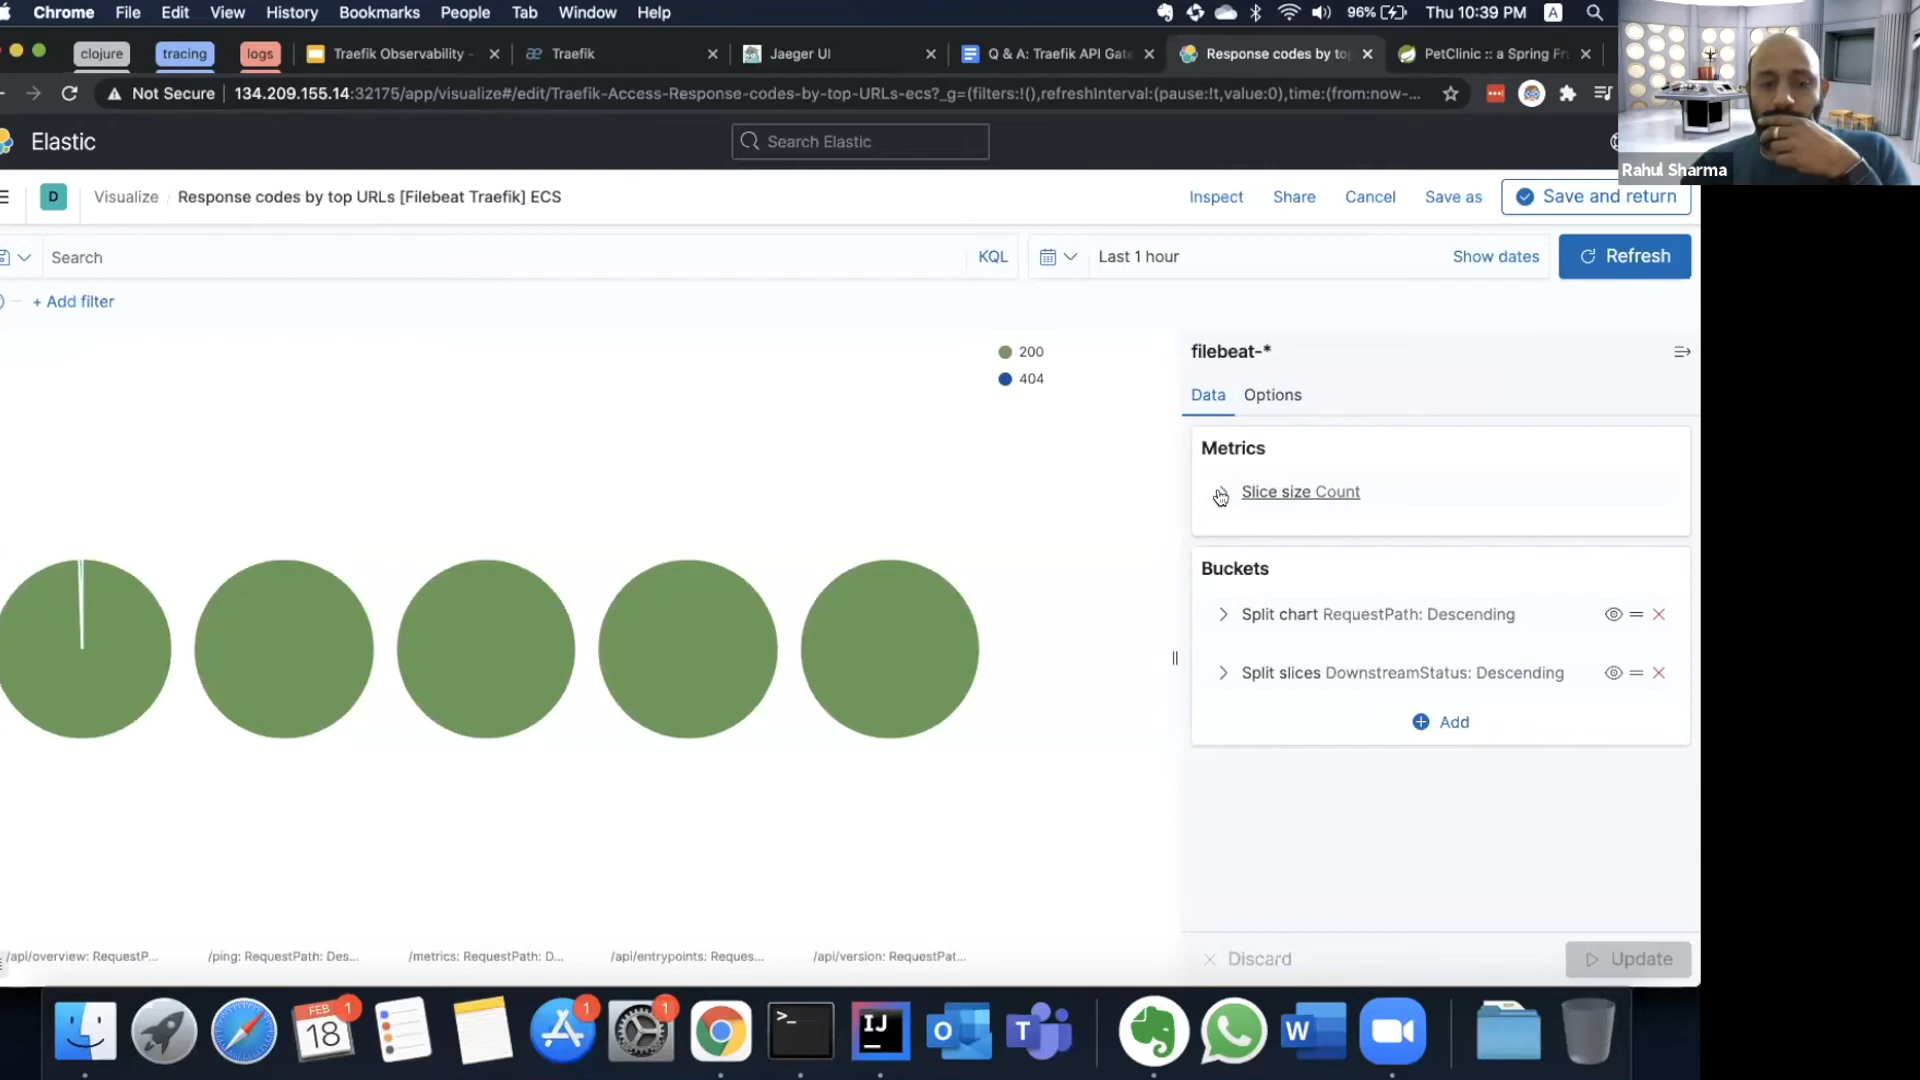 Chrome File Edit View History Bookmarks People Tab Window Help 96% Thu 10:39 PM A
clojure tracing logs Traefik Observability - Traefik Jaeger UI Q & A: Traefik API Gate Response codes by to PetClinic :: a Spring Fr
Not Secure 134.209.155.14:32175/app/visualize#/edit/Traefik-Access-Response-codes-by-top-URLs-ecs?_g=(filters:!(),refreshInterval:(pause:!t,value:0),time:(from:now-...
Elastic Search Elastic
Rahul Sharma
D Visualize / Response codes by top URLs [Filebeat Traefik] ECS Inspect Share Cancel Save as Save and return
Search KQL Last 1 hour Show dates Refresh
+ Add filter
200
404
filebeat-*
Data Options
Metrics
Slice size Count
Buckets
Split chart RequestPath: Descending
Split slices DownstreamStatus: Descending
Add
/api/overview: RequestP... /ping: RequestPath: Des... /metrics: RequestPath: D... /api/entrypoints: Reques... /api/version: RequestPat...
Discard Update
FEB 18 1 1 1 >_ IJ O T W